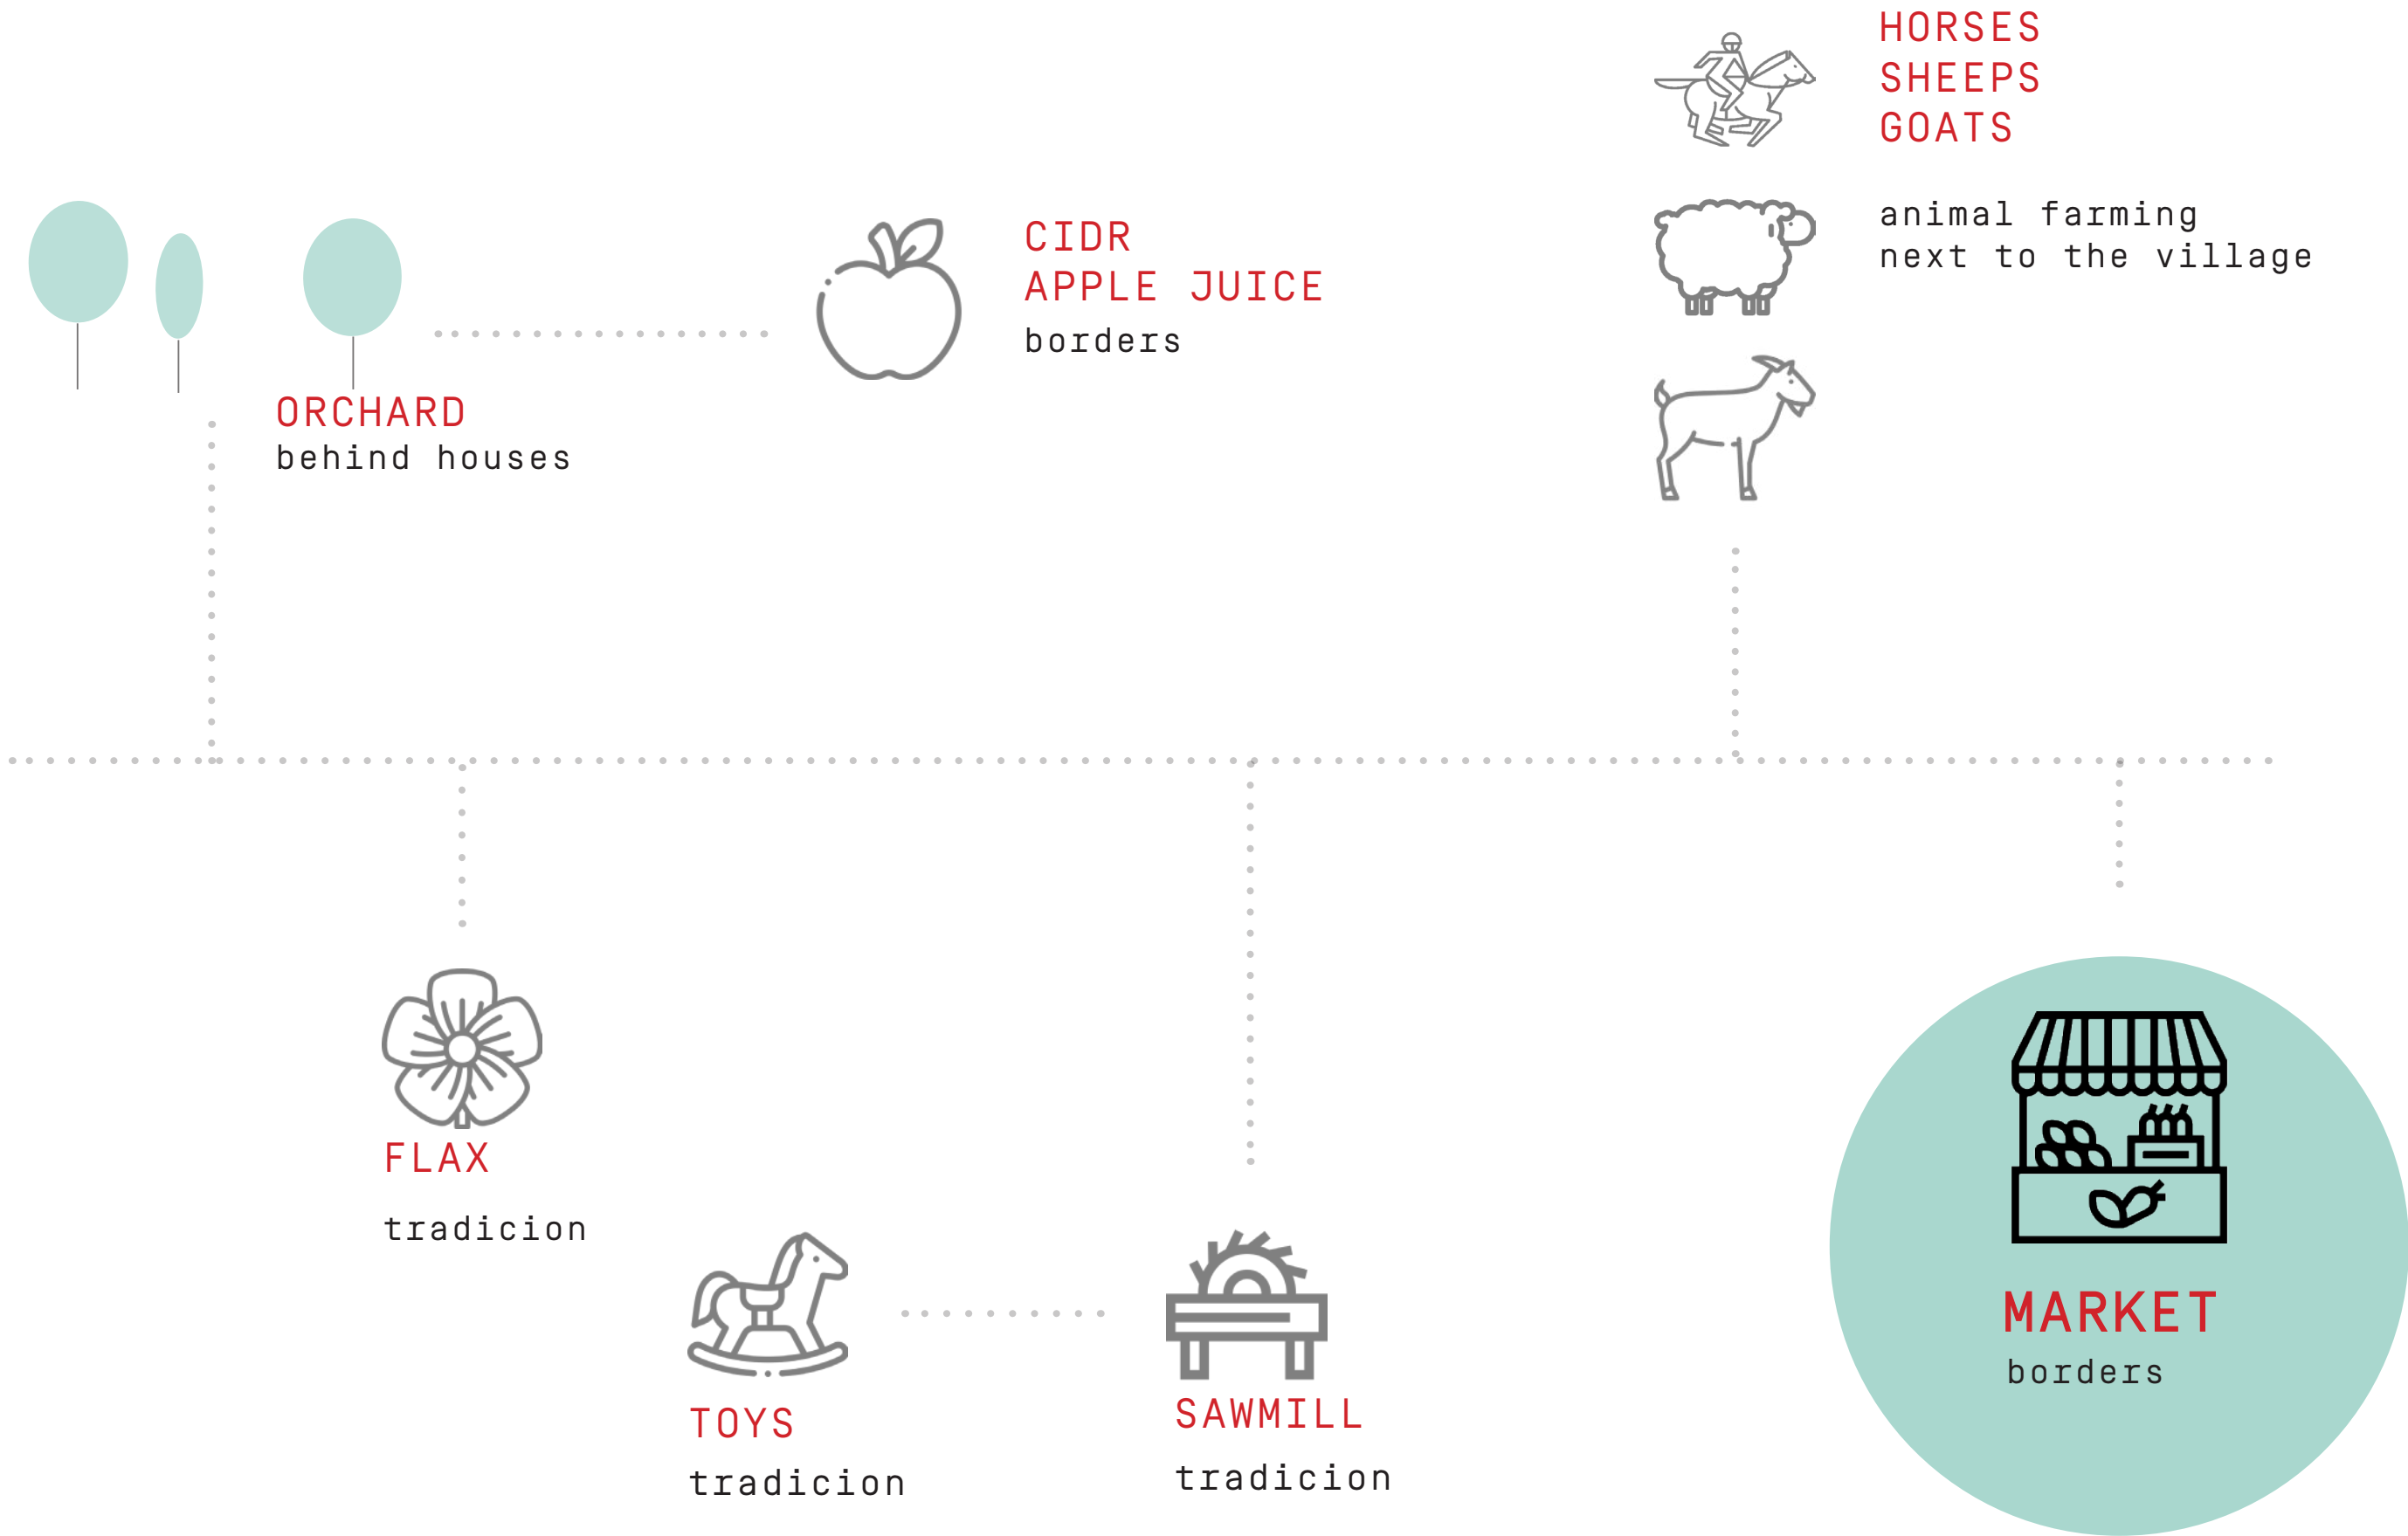 HORSES
SHEEPS
GOATS
animal farming
next to the village
CIDR
APPLE JUICE
borders
ORCHARD
behind houses
FLAX
tradicion
TOYS
tradicion
SAWMILL
tradicion
MARKET
borders